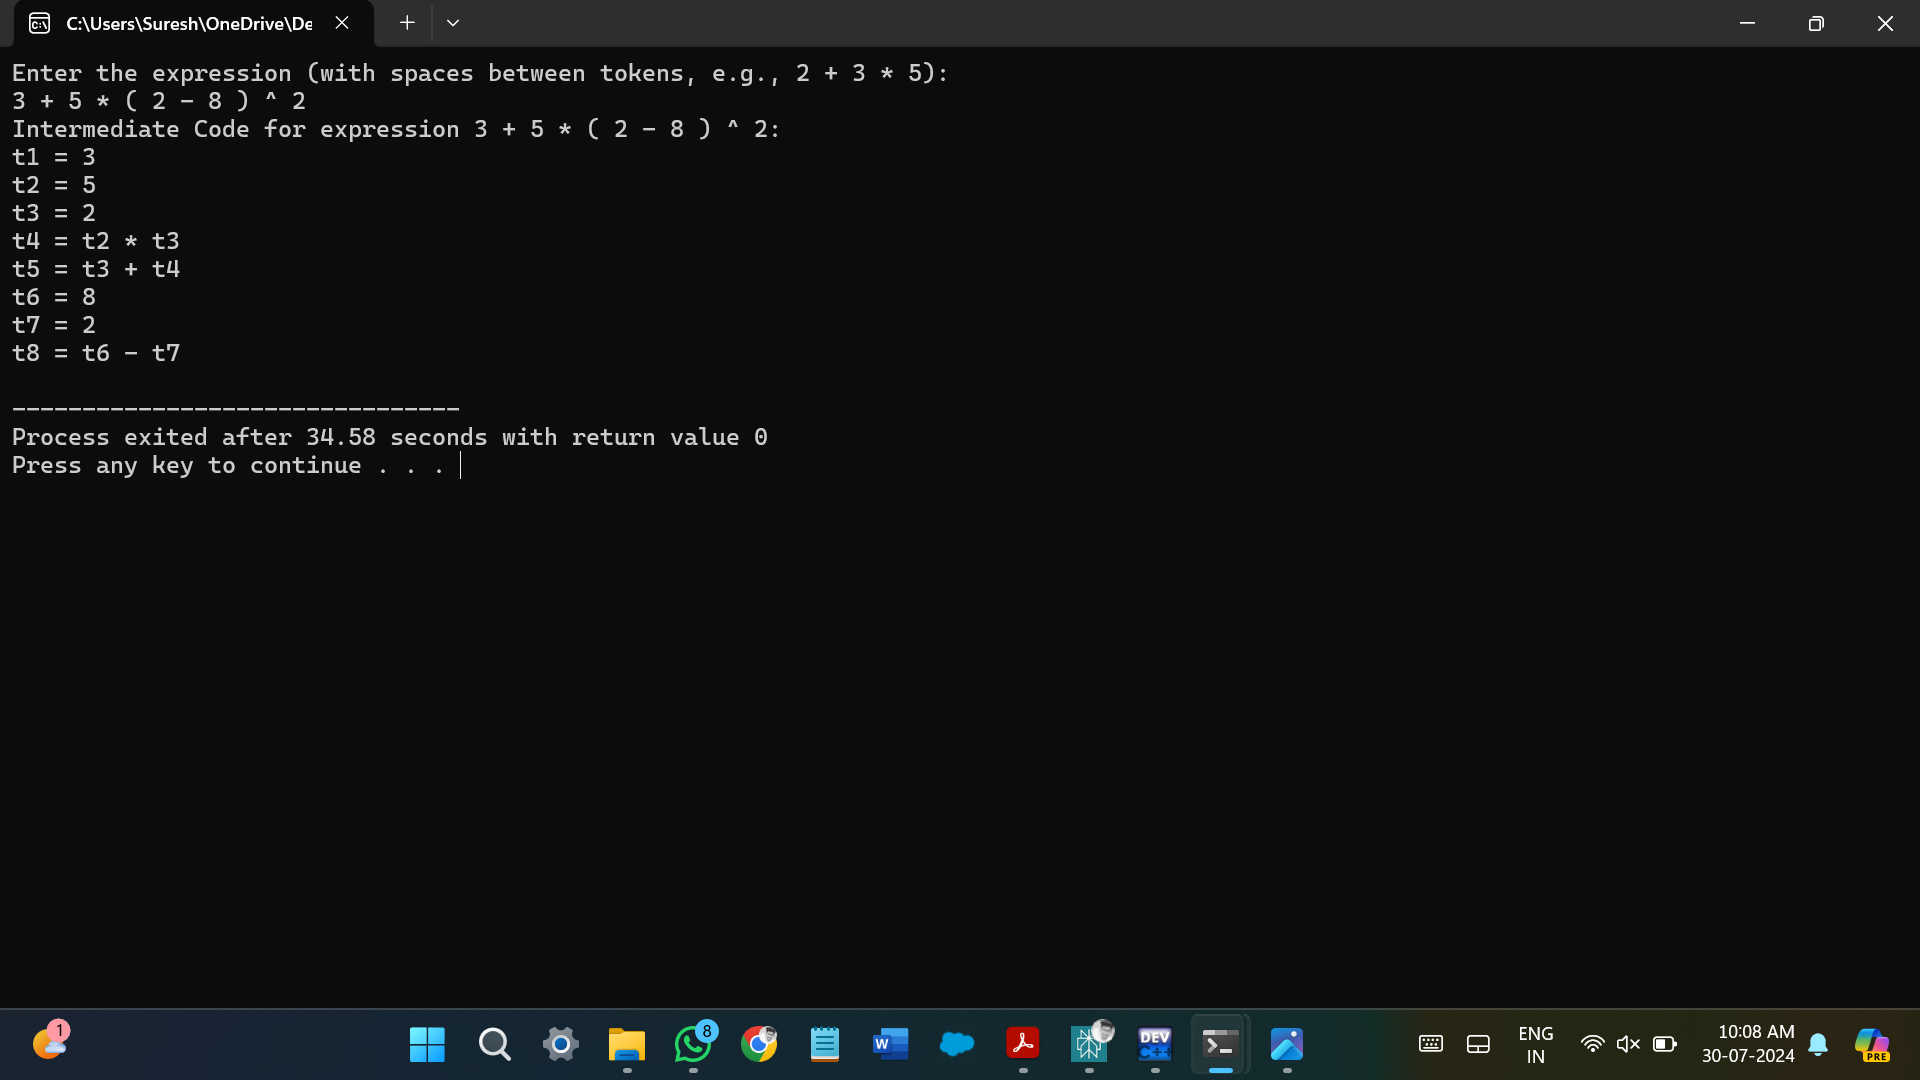 C:\Users\Suresh\OneDrive\De
Enter the expression (with spaces between tokens, e.g., 2 + 3 * 5):
3 + 5 * ( 2 - 8 ) ^ 2
Intermediate Code for expression 3 + 5 * ( 2 - 8 ) ^ 2:
t1 = 3
t2 = 5
t3 = 2
t4 = t2 * t3
t5 = t3 + t4
t6 = 8
t7 = 2
t8 = t6 - t7
--------------------------------
Process exited after 34.58 seconds with return value 0
Press any key to continue . . .
1
8
W
DEV
C++
ENG
IN
10:08 AM
30-07-2024
PRE